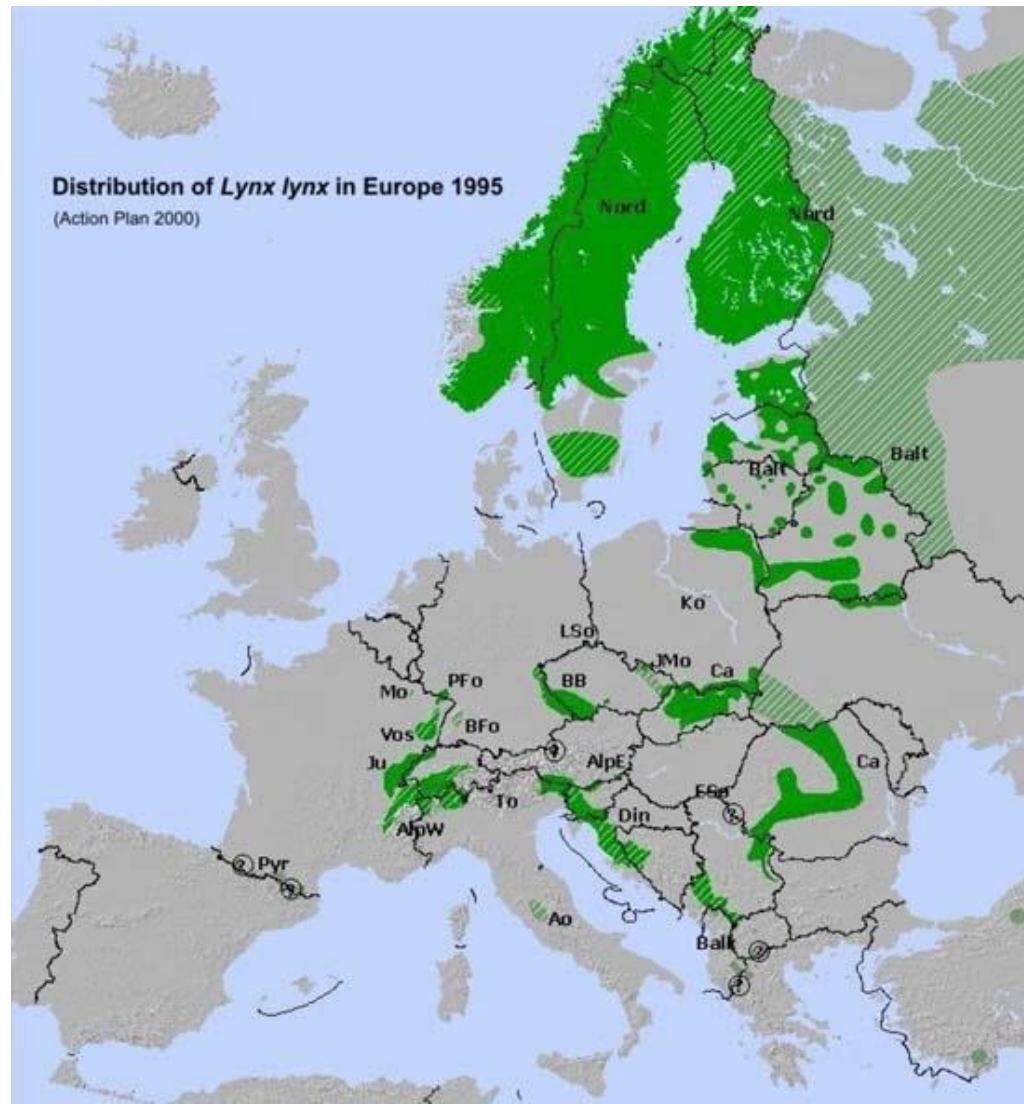 Distribution of Lynx lynx in Europe 1995
(Action Plan 2000)
Nord
Nord
Balt
Balt
Ko
LSo
JMo
Ca
BB
PFo
Mo
BFo
Vos
Ju
AlpE
Ca
To
Din
AlpW
Pyr
Ao
Balk
?
?
?
?
?
?